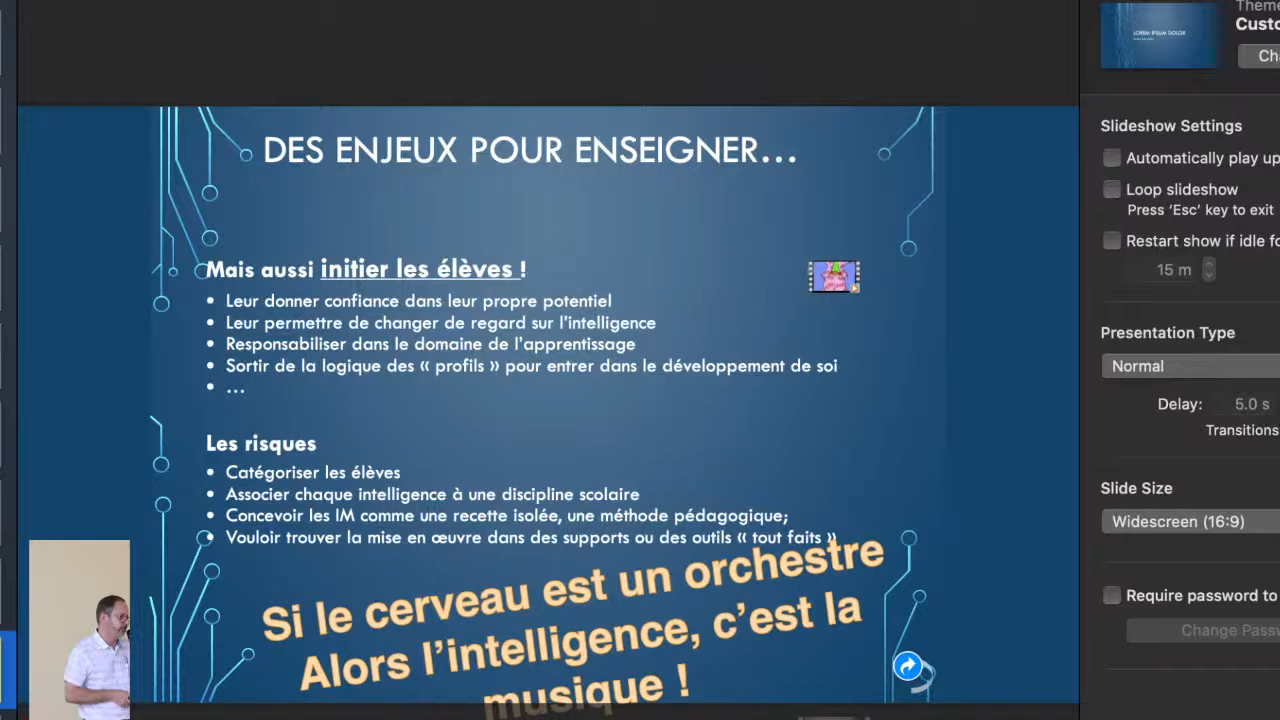 DES ENJEUX POUR ENSEIGNER…
Mais aussi initier les élèves !
• Leur donner confiance dans leur propre potentiel
• Leur permettre de changer de regard sur l'intelligence
• Responsabiliser dans le domaine de l'apprentissage
• Sortir de la logique des « profils » pour entrer dans le développement de soi
• …
Les risques
• Catégoriser les élèves
• Associer chaque intelligence à une discipline scolaire
• Concevoir les IM comme une recette isolée, une méthode pédagogique;
• Vouloir trouver la mise en œuvre dans des supports ou des outils « tout faits »
Si le cerveau est un orchestre
Alors l'intelligence, c'est la
musique !
LOREM IPSUM DOLOR
Theme
Custo
Cha
Slideshow Settings
Automatically play up
Loop slideshow
Press 'Esc' key to exit
Restart show if idle fo
15 m
Presentation Type
Normal
Delay: 5.0 s
Transitions
Slide Size
Widescreen (16:9)
Require password to
Change Passw